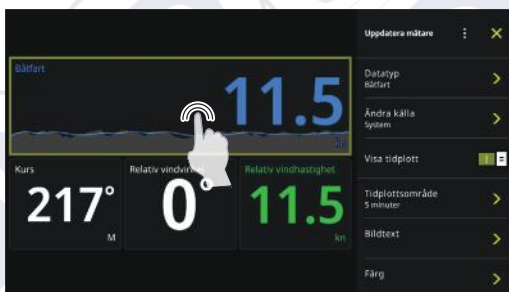 Uppdatera mätare
Båtfart
11.5
kn
Kurs
217°
M
Relativ vindvinkel
0°
Relativ vindhastighet
11.5
kn
Datatyp
Båtfart
Ändra källa
System
Visa tidplott
Tidplottsområde
5 minuter
Bildtext
Färg